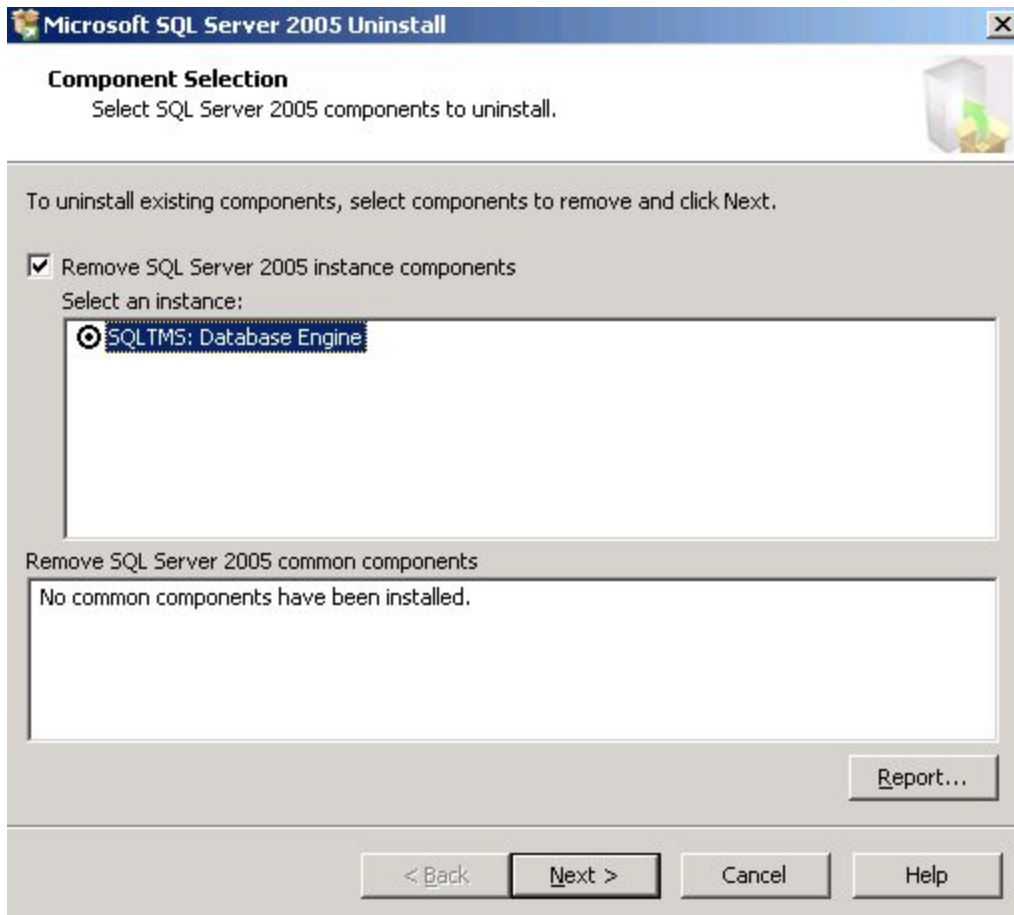 Microsoft SQL Server 2005 Uninstall
Component Selection
Select SQL Server 2005 components to uninstall.
To uninstall existing components, select components to remove and click Next.
Remove SQL Server 2005 instance components
Select an instance:
SQLTMS: Database Engine
Remove SQL Server 2005 common components
No common components have been installed.
Report...
< Back
Next >
Cancel
Help